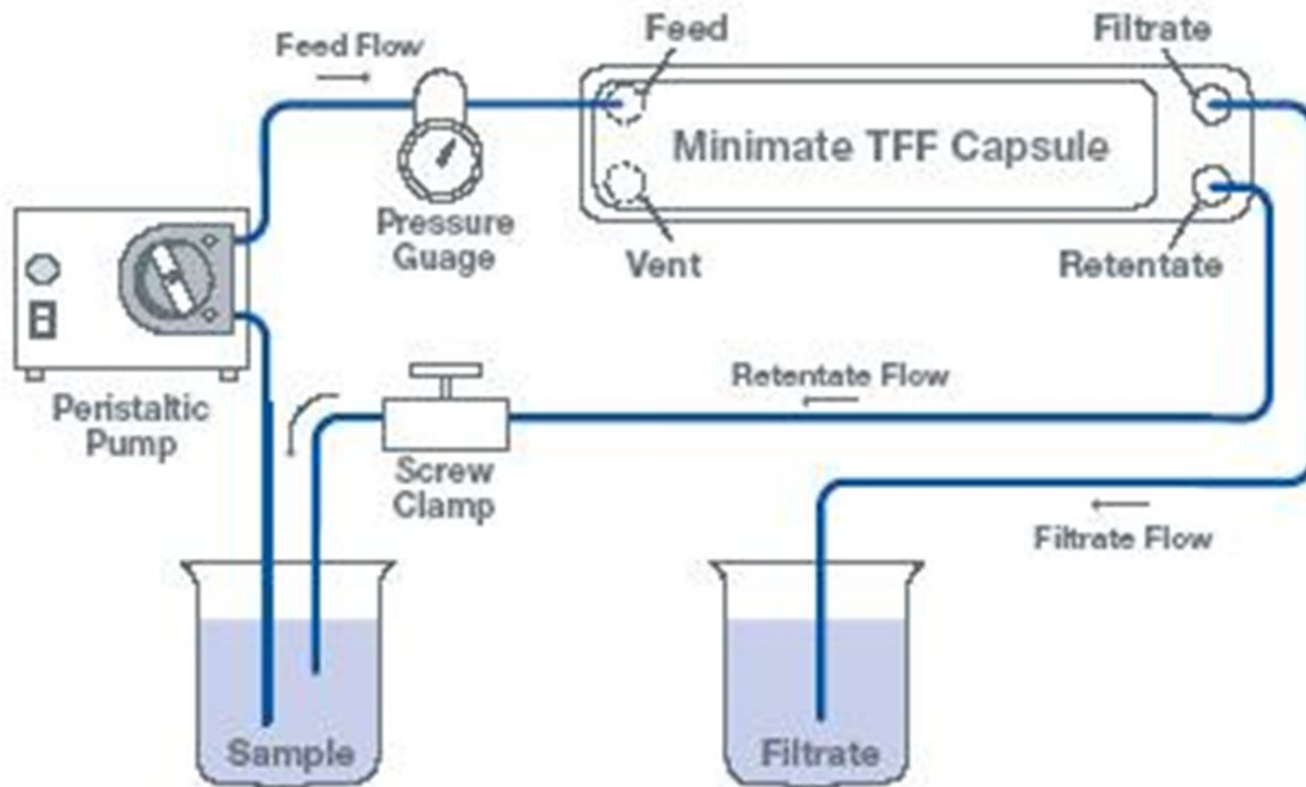 Feed Flow
Feed
Filtrate
Minimate TFF Capsule
Pressure
Guage
Vent
Retentate
Peristaltic
Pump
Retentate Flow
Screw
Clamp
Filtrate Flow
Sample
Filtrate